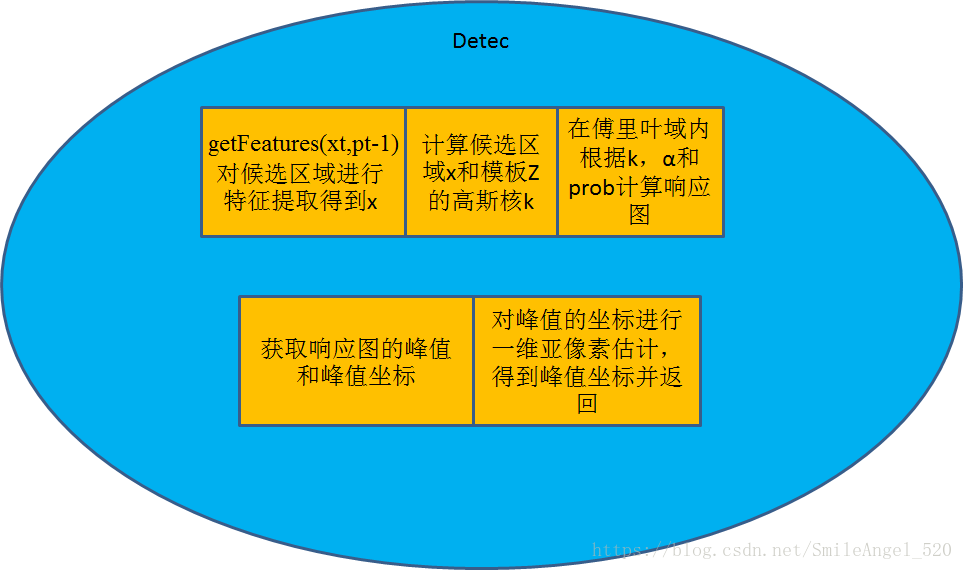 Detec
getFeatures(xt,pt-1)
对候选区域进行
特征提取得到x
计算候选区
域x和模板Z
的高斯核k
在傅里叶域内
根据k，α和
prob计算响应
图
获取响应图的峰值
和峰值坐标
对峰值的坐标进行
一维亚像素估计，
得到峰值坐标并返
回
https://blog.csdn.net/SmileAngel_520